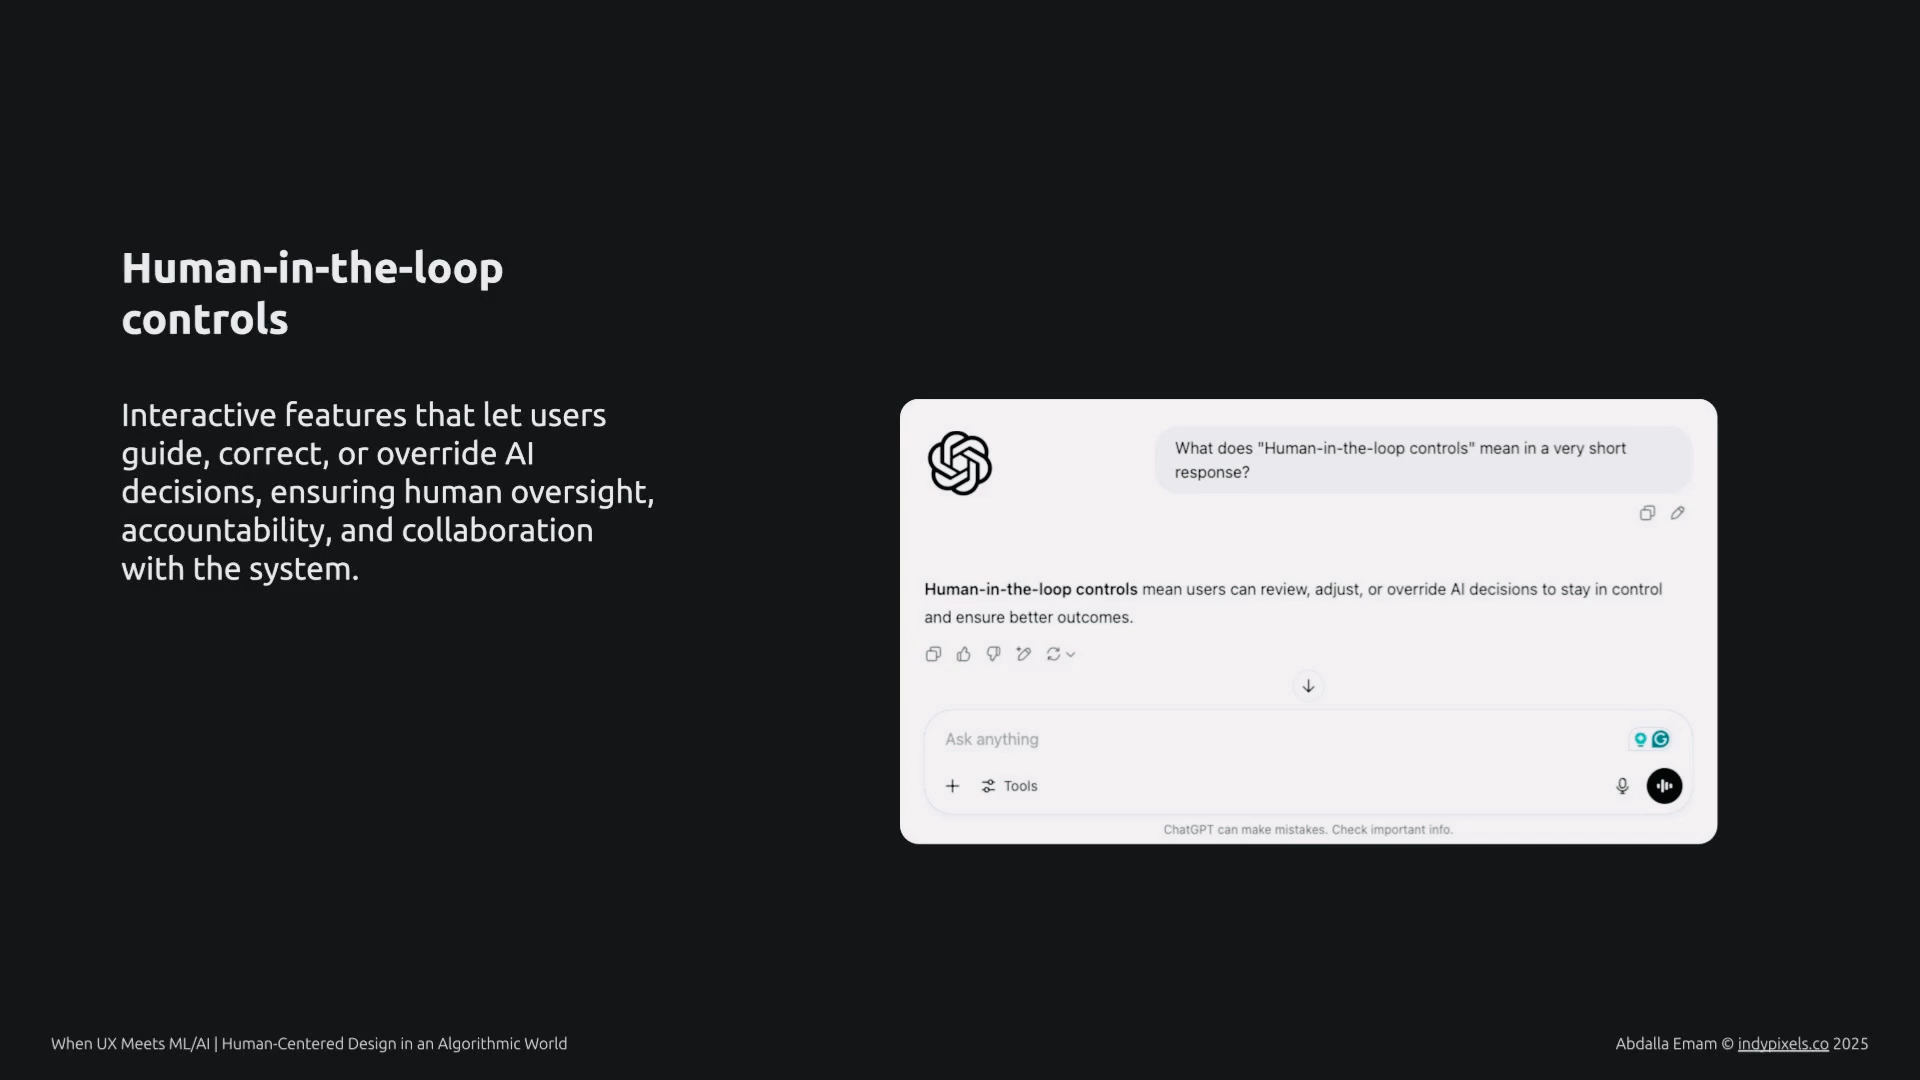 Human-in-the-loop
controls
Interactive features that let users
guide, correct, or override AI
decisions, ensuring human oversight,
accountability, and collaboration
with the system.
What does "Human-in-the-loop controls" mean in a very short
response?
Human-in-the-loop controls mean users can review, adjust, or override AI decisions to stay in control
and ensure better outcomes.
Ask anything
Tools
ChatGPT can make mistakes. Check important info.
When UX Meets ML/AI | Human-Centered Design in an Algorithmic World
Abdalla Emam © indypixels.co 2025